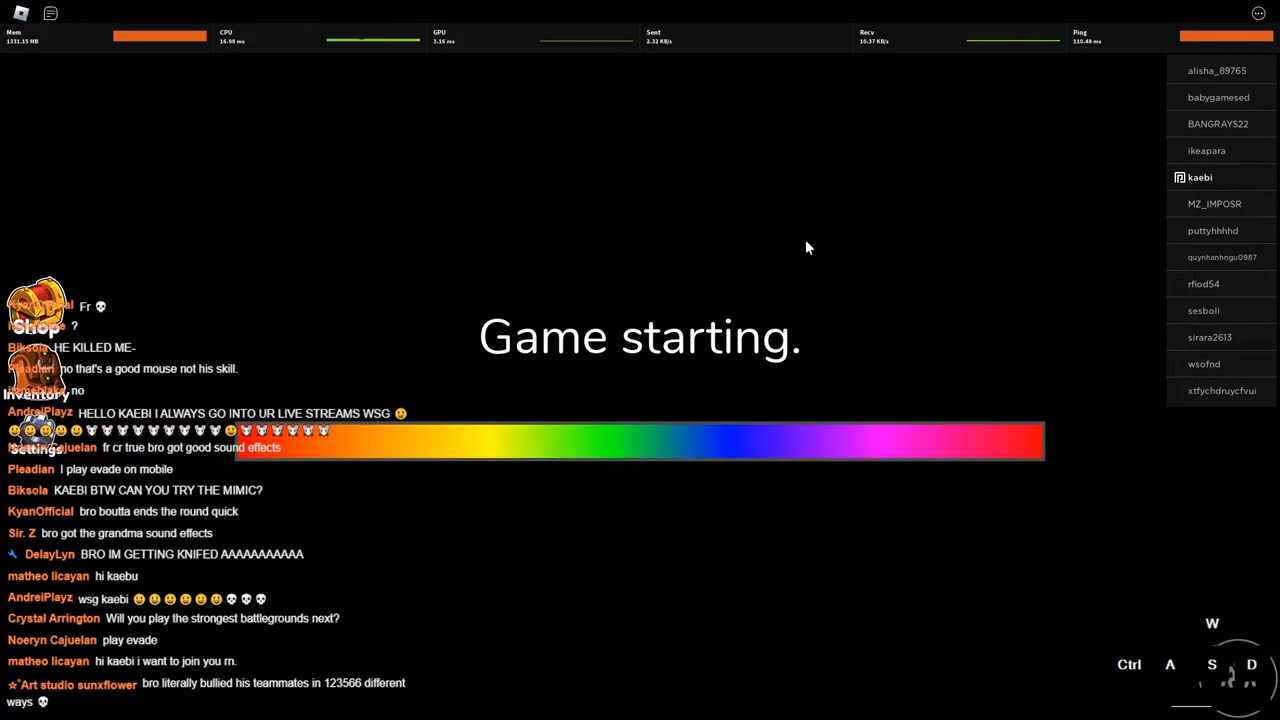 Mem
1331.15 MB
CPU
16.98 ms
GPU
3.16 ms
Sent
2.32 KB/s
Recv
10.37 KB/s
Ping
110.48 ms
alisha_89765
babygamesed
BANGRAYS22
ikeapara
kaebi
MZ_IMPOSR
puttyhhhhd
quynhanhngu0987
rfiod54
sesboli
sirara2613
wsofnd
xtfychdruycfvui
Game starting.
Shop
Inventory
Settings
Fr 💀
?
Biksola HE KILLED ME-
Pleadian no that's a good mouse not his skill.
no
AndreiPlayz HELLO KAEBI I ALWAYS GO INTO UR LIVE STREAMS WSG 😃
😃😃😃😃😃🐭🐭🐭🐭🐭🐭🐭🐭🐭😃🐭🐭🐭🐭🐭🐭
Noeryn Cajuelan fr cr true bro got good sound effects
Pleadian I play evade on mobile
Biksola KAEBI BTW CAN YOU TRY THE MIMIC?
KyanOfficial bro boutta ends the round quick
Sir. Z bro got the grandma sound effects
DelayLyn BRO IM GETTING KNIFED AAAAAAAAAAA
matheo licayan hi kaebu
AndreiPlayz wsg kaebi 😃😃😃😃😃😃💀💀💀
Crystal Arrington Will you play the strongest battlegrounds next?
Noeryn Cajuelan play evade
matheo licayan hi kaebi i want to join you rn.
☆˚Art studio sunxflower bro literally bullied his teammates in 123566 different
ways 💀
W
Ctrl A S D